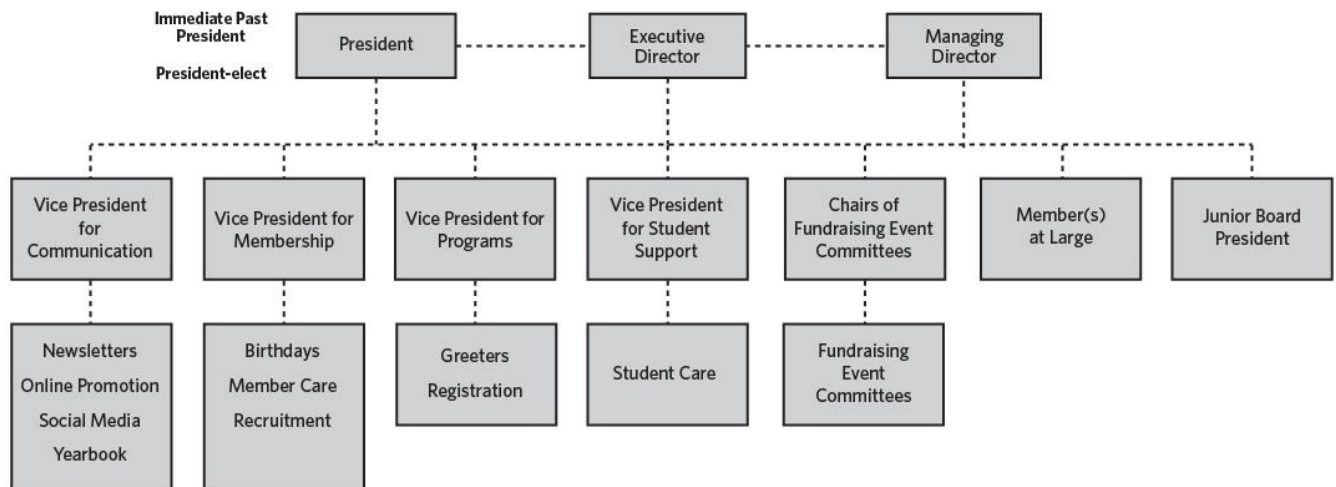 Immediate Past
President
President-elect
President
Executive
Director
Managing
Director
Vice President
for
Communication
Vice President for
Membership
Vice President for
Programs
Vice President
for Student
Support
Chairs of
Fundraising Event
Committees
Member(s)
at Large
Junior Board
President
Newsletters
Online Promotion
Social Media
Yearbook
Birthdays
Member Care
Recruitment
Greeters
Registration
Student Care
Fundraising
Event
Committees